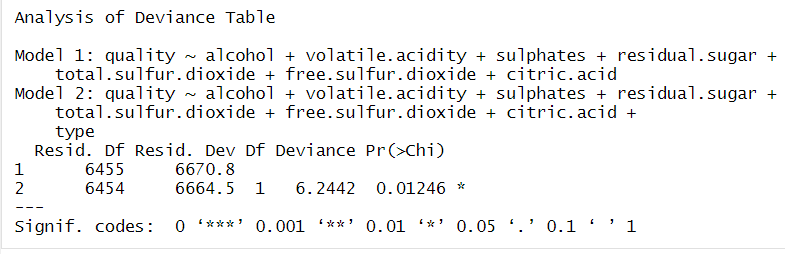 Analysis of Deviance Table
Model 1: quality ~ alcohol + volatile.acidity + sulphates + residual.sugar +
    total.sulfur.dioxide + free.sulfur.dioxide + citric.acid
Model 2: quality ~ alcohol + volatile.acidity + sulphates + residual.sugar +
    total.sulfur.dioxide + free.sulfur.dioxide + citric.acid +
    type
  Resid. Df Resid. Dev Df Deviance Pr(>Chi)
1      6455     6670.8
2      6454     6664.5  1   6.2442  0.01246 *
---
Signif. codes:  0 ‘***’ 0.001 ‘**’ 0.01 ‘*’ 0.05 ‘.’ 0.1 ‘ ’ 1